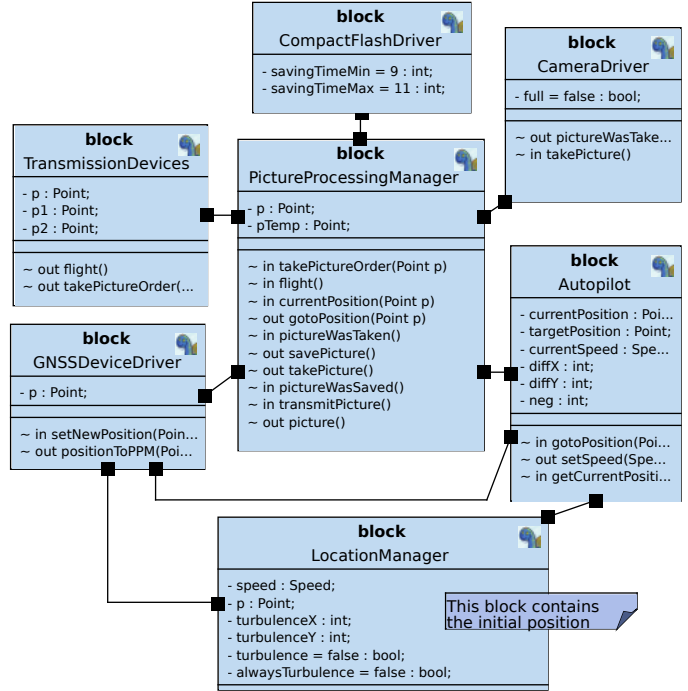 block
CompactFlashDriver
- savingTimeMin = 9 : int;
- savingTimeMax = 11 : int;
block
CameraDriver
- full = false : bool;
~ out pictureWasTake...
~ in takePicture()
block
TransmissionDevices
- p : Point;
- p1 : Point;
- p2 : Point;
~ out flight()
~ out takePictureOrder(...
block
PictureProcessingManager
- p : Point;
- pTemp : Point;
~ in takePictureOrder(Point p)
~ in flight()
~ in currentPosition(Point p)
~ out gotoPosition(Point p)
~ in pictureWasTaken()
~ out savePicture()
~ out takePicture()
~ in pictureWasSaved()
~ in transmitPicture()
~ out picture()
block
Autopilot
- currentPosition : Poi...
- targetPosition : Point;
- currentSpeed : Spe...
- diffX : int;
- diffY : int;
- neg : int;
~ in gotoPosition(Poi...
~ out setSpeed(Spe...
~ in getCurrentPositi...
block
GNSSDeviceDriver
- p : Point;
~ in setNewPosition(Poin...
~ out positionToPPM(Poi...
block
LocationManager
- speed : Speed;
- p : Point;
- turbulenceX : int;
- turbulenceY : int;
- turbulence = false : bool;
- alwaysTurbulence = false : bool;
This block contains
the initial position